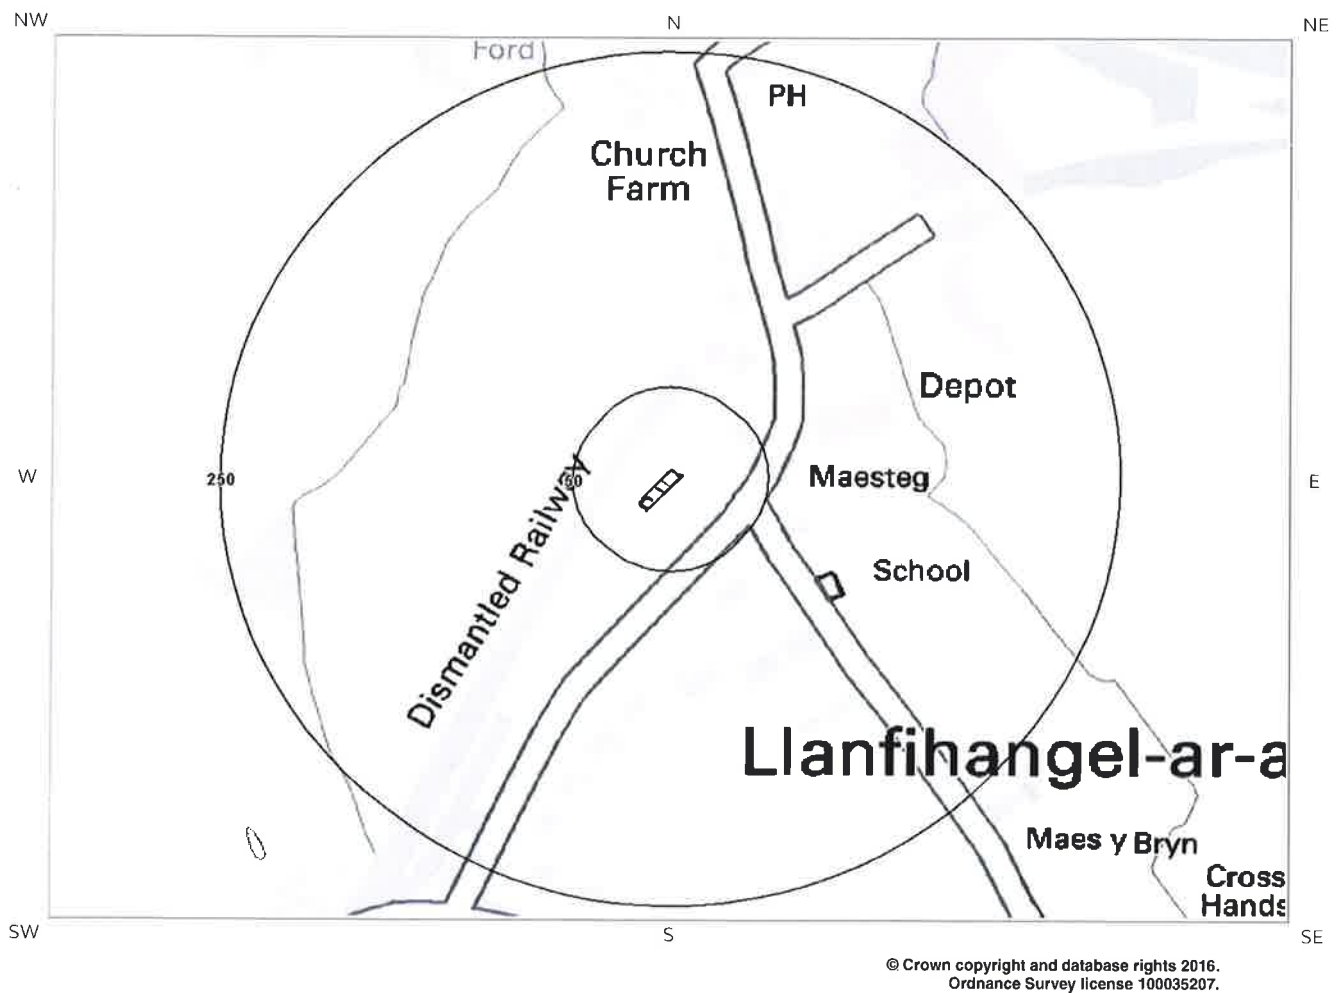 NW
N
NE
Ford
PH
Church
Farm
Depot
W
250
50
Maesteg
E
Dismantled Railway
School
Llanfihangel-ar-a
Maes y Bryn
Cross
Hands
SW
S
SE
© Crown copyright and database rights 2016.
Ordnance Survey license 100035207.